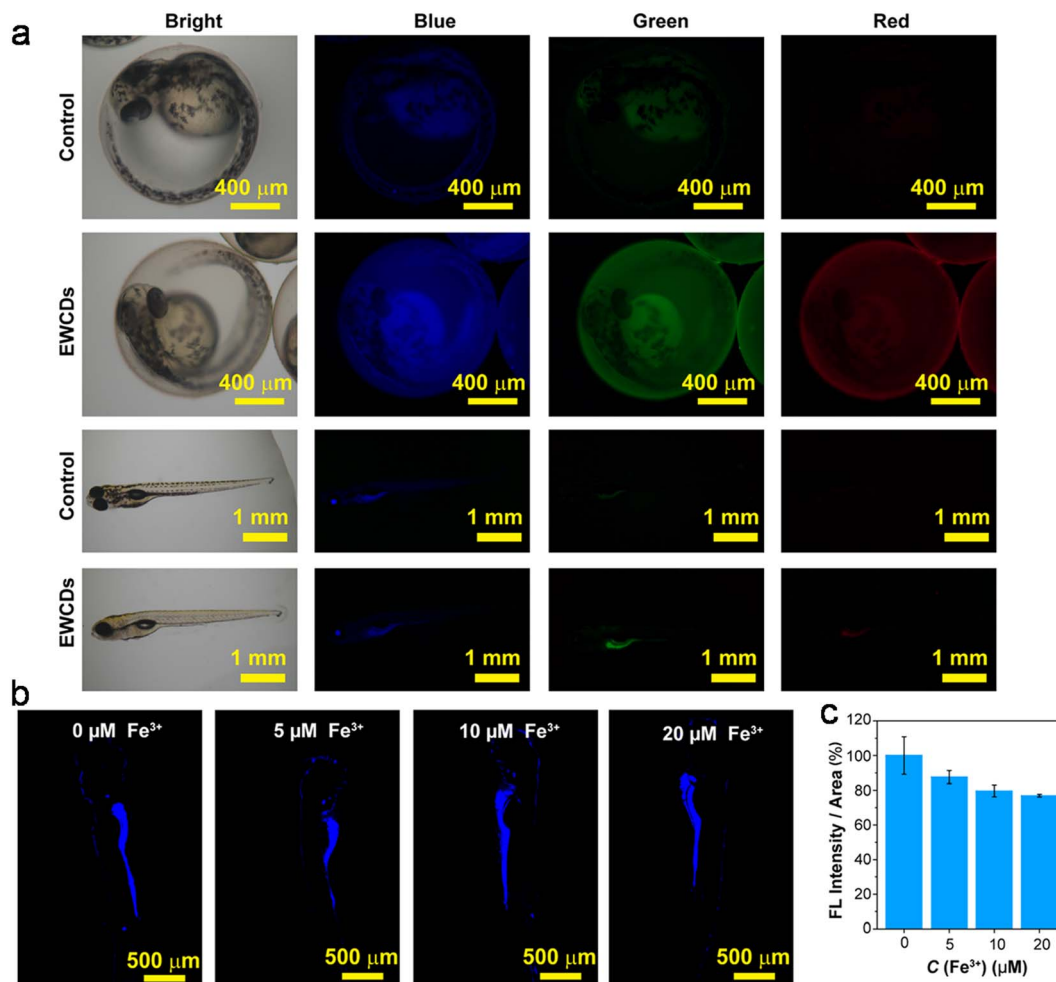 a
Bright Blue Green Red
Control
400 μm 400 μm 400 μm 400 μm
EWCDs
400 μm 400 μm 400 μm 400 μm
Control
1 mm 1 mm 1 mm 1 mm
EWCDs
1 mm 1 mm 1 mm 1 mm
b
0 μM Fe³⁺ 5 μM Fe³⁺ 10 μM Fe³⁺ 20 μM Fe³⁺
500 μm 500 μm 500 μm 500 μm
c
FL Intensity / Area (%)
120
100
80
60
40
20
0
0 5 10 20
C (Fe³⁺) (μM)